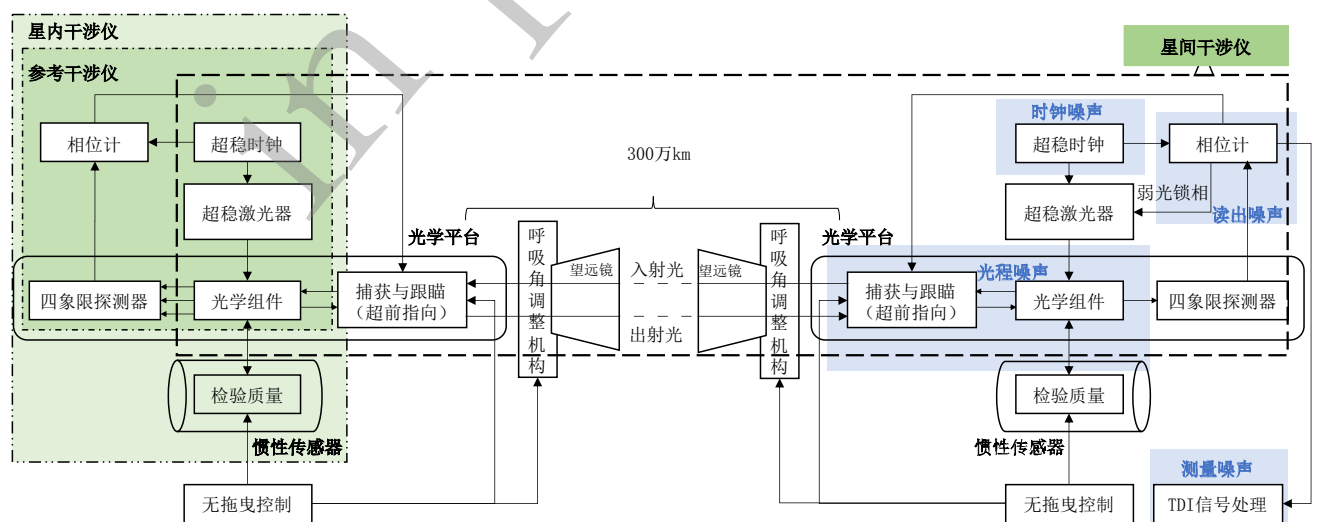 星内干涉仪
参考干涉仪
相位计
超稳时钟
超稳激光器
四象限探测器
光学组件
捕获与跟瞄
(超前指向)
光学平台
检验质量
惯性传感器
无拖曳控制
呼吸角调整机构
望远镜
300万km
入射光
出射光
望远镜
呼吸角调整机构
星间干涉仪
时钟噪声
超稳时钟
相位计
弱光锁相
读出噪声
超稳激光器
光学平台
光程噪声
捕获与跟瞄
(超前指向)
光学组件
四象限探测器
检验质量
惯性传感器
无拖曳控制
测量噪声
TDI信号处理
in